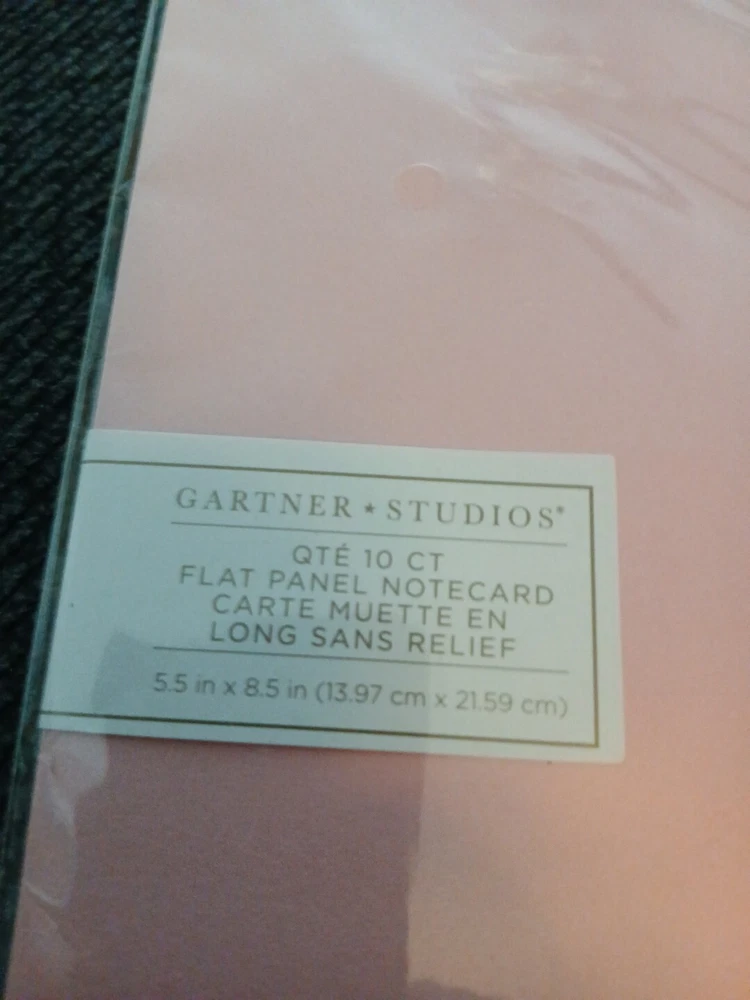 GARTNER ★ STUDIOS®
QTÉ 10 CT
FLAT PANEL NOTECARD
CARTE MUETTE EN
LONG SANS RELIEF
5.5 in x 8.5 in (13.97 cm x 21.59 cm)